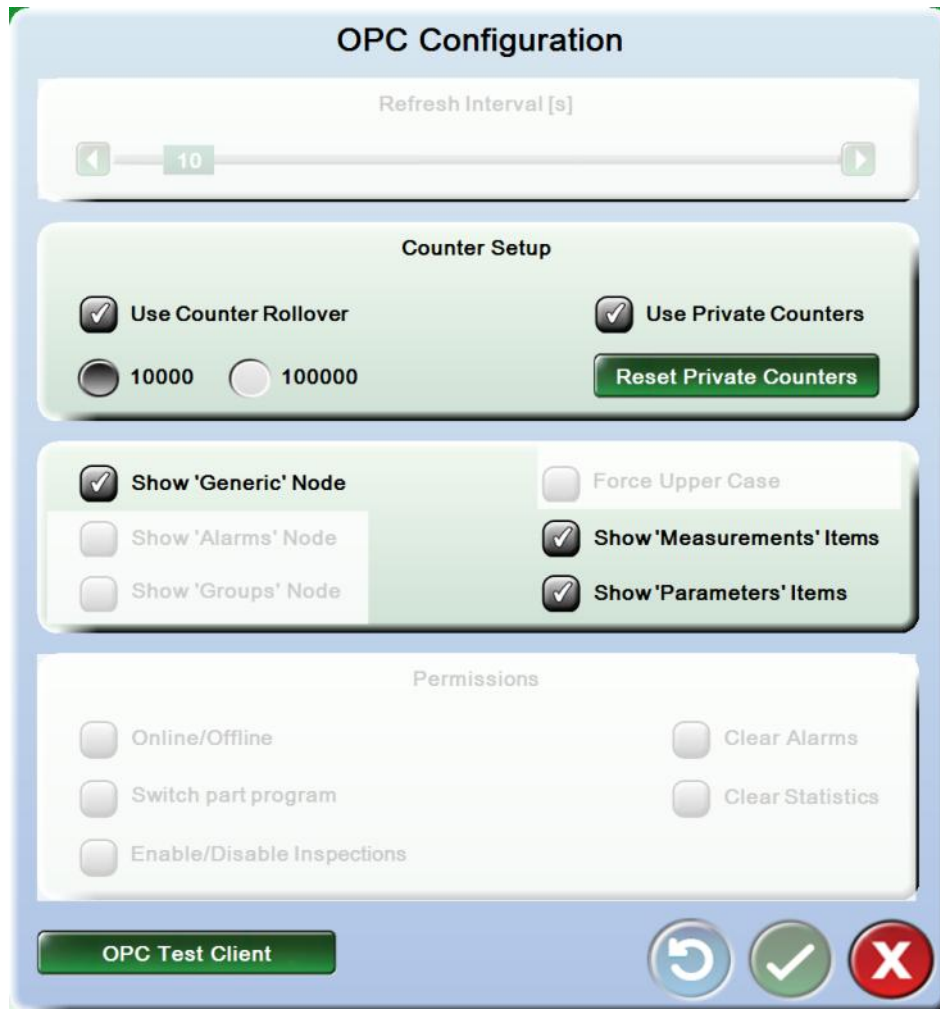 OPC Configuration
Refresh Interval [s]
10
Counter Setup
Use Counter Rollover
Use Private Counters
10000
100000
Reset Private Counters
Show 'Generic' Node
Force Upper Case
Show 'Alarms' Node
Show 'Measurements' Items
Show 'Groups' Node
Show 'Parameters' Items
Permissions
Online/Offline
Clear Alarms
Switch part program
Clear Statistics
Enable/Disable Inspections
OPC Test Client